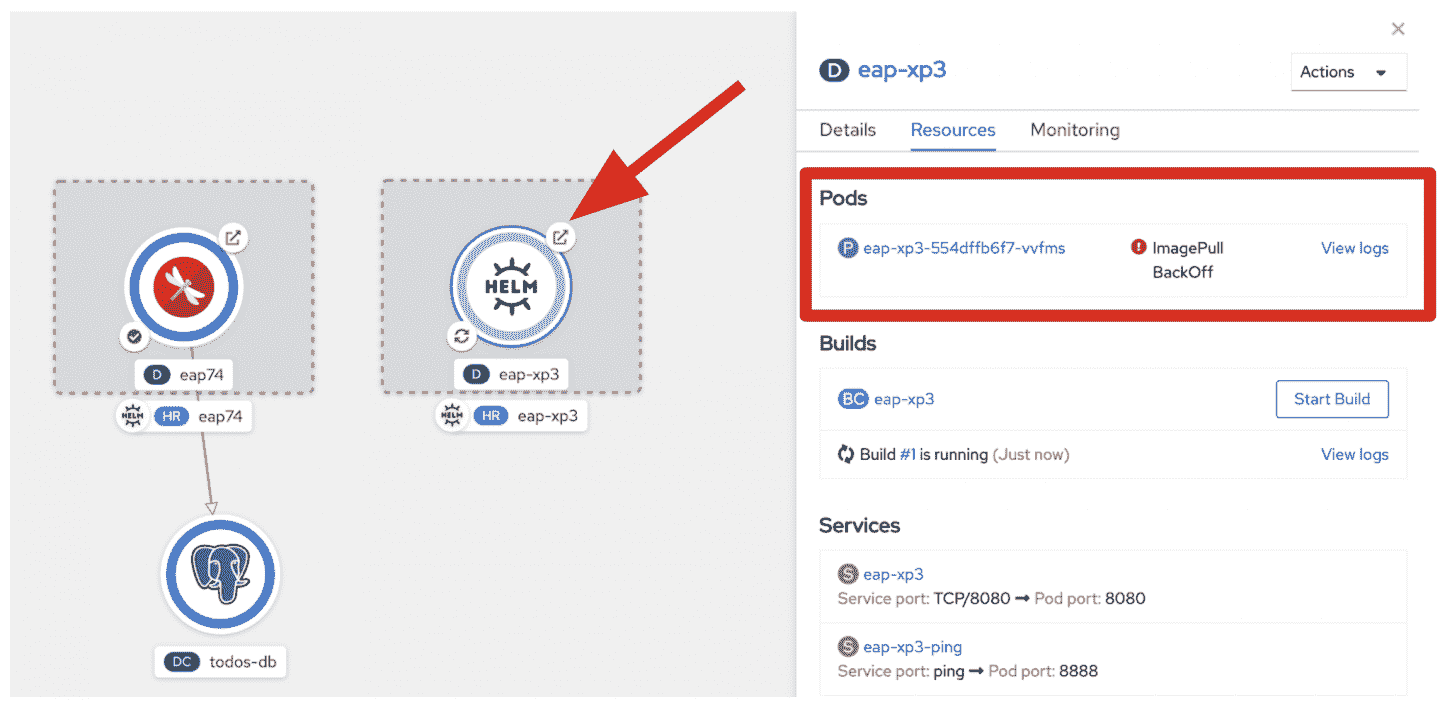 D eap-xp3
Actions
Details Resources Monitoring
Pods
P eap-xp3-554dffb6f7-vvfms ImagePull View logs
BackOff
Builds
BC eap-xp3 Start Build
Build #1 is running (Just now) View logs
Services
S eap-xp3
Service port: TCP/8080 ➞ Pod port: 8080
S eap-xp3-ping
Service port: ping ➞ Pod port: 8888
HELM
D eap74
HELM HR eap74
D eap-xp3
HELM HR eap-xp3
DC todos-db